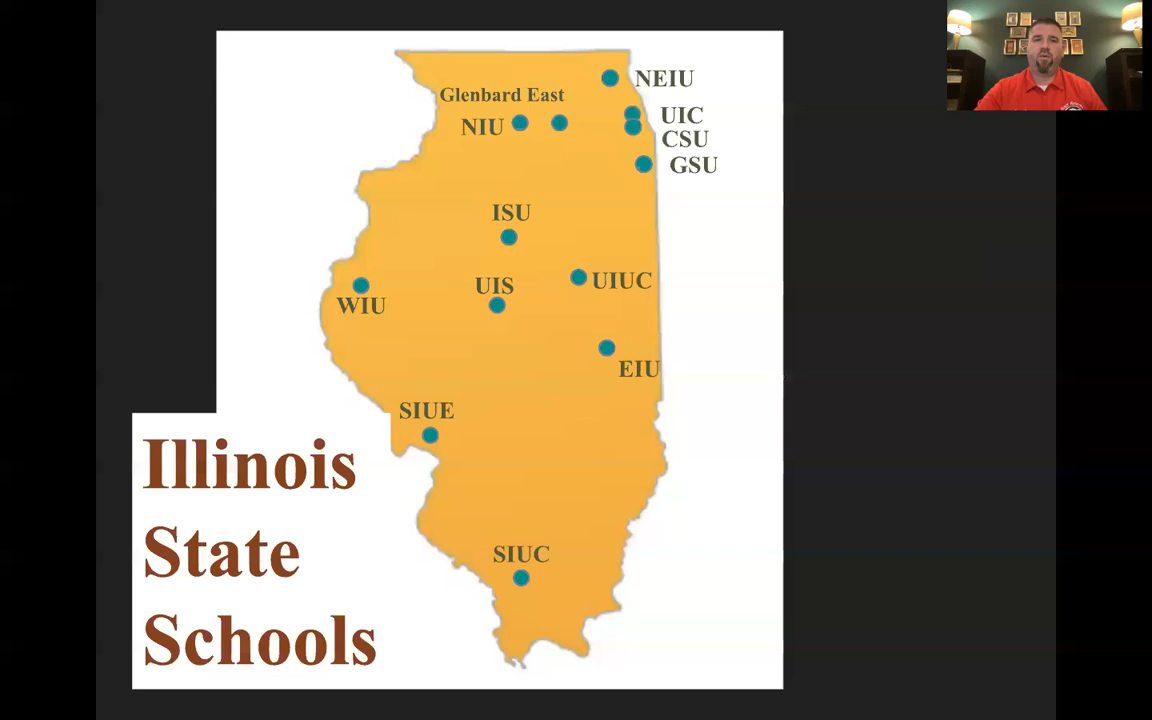 NEIU
Glenbard East
UIC
NIU
CSU
GSU
ISU
UIUC
UIS
WIU
EIU
SIUE
Illinois
State
Schools
SIUC